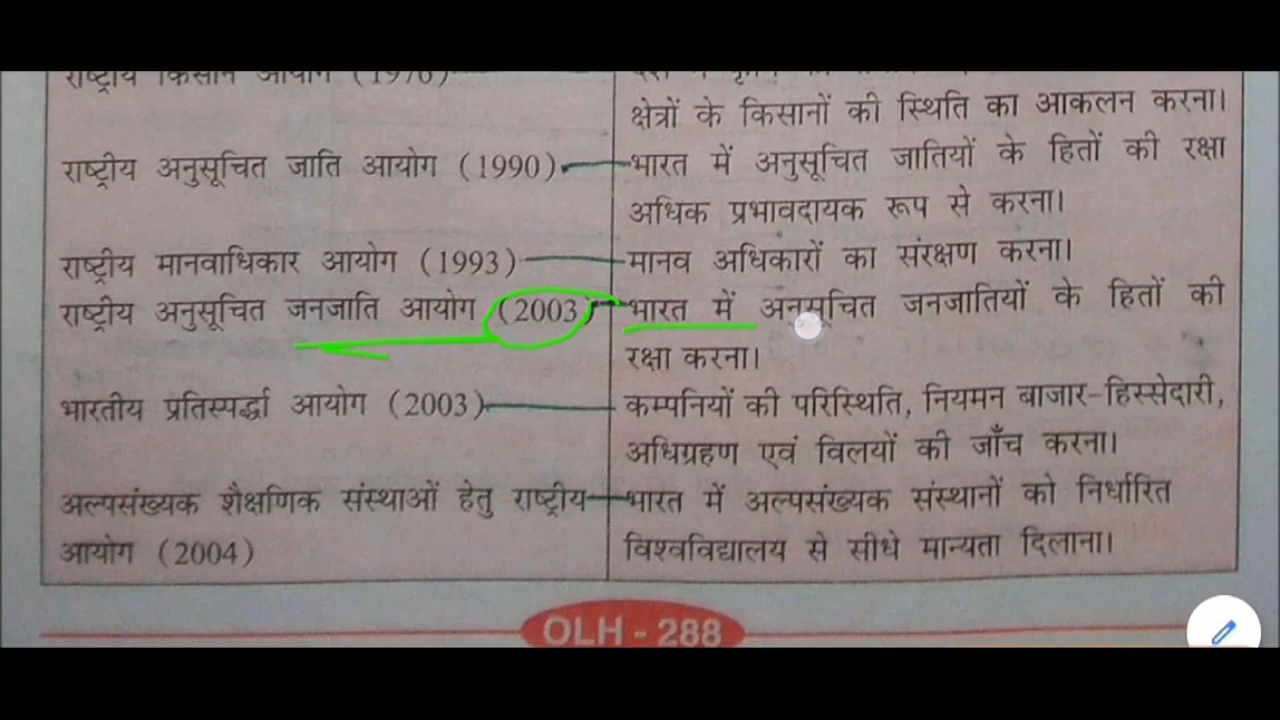 राष्ट्रीय किसान आयोग (1976)
क्षेत्रों के किसानों की स्थिति का आकलन करना।
राष्ट्रीय अनुसूचित जाति आयोग (1990) भारत में अनुसूचित जातियों के हितों की रक्षा
अधिक प्रभावदायक रूप से करना।
राष्ट्रीय मानवाधिकार आयोग (1993) मानव अधिकारों का संरक्षण करना।
राष्ट्रीय अनुसूचित जनजाति आयोग (2003) भारत में अनुसूचित जनजातियों के हितों की
रक्षा करना।
भारतीय प्रतिस्पर्द्धा आयोग (2003) कम्पनियों की परिस्थिति, नियमन बाजार-हिस्सेदारी,
अधिग्रहण एवं विलयों की जाँच करना।
अल्पसंख्यक शैक्षणिक संस्थाओं हेतु राष्ट्रीय भारत में अल्पसंख्यक संस्थानों को निर्धारित
आयोग (2004) विश्वविद्यालय से सीधे मान्यता दिलाना।
OLH - 288